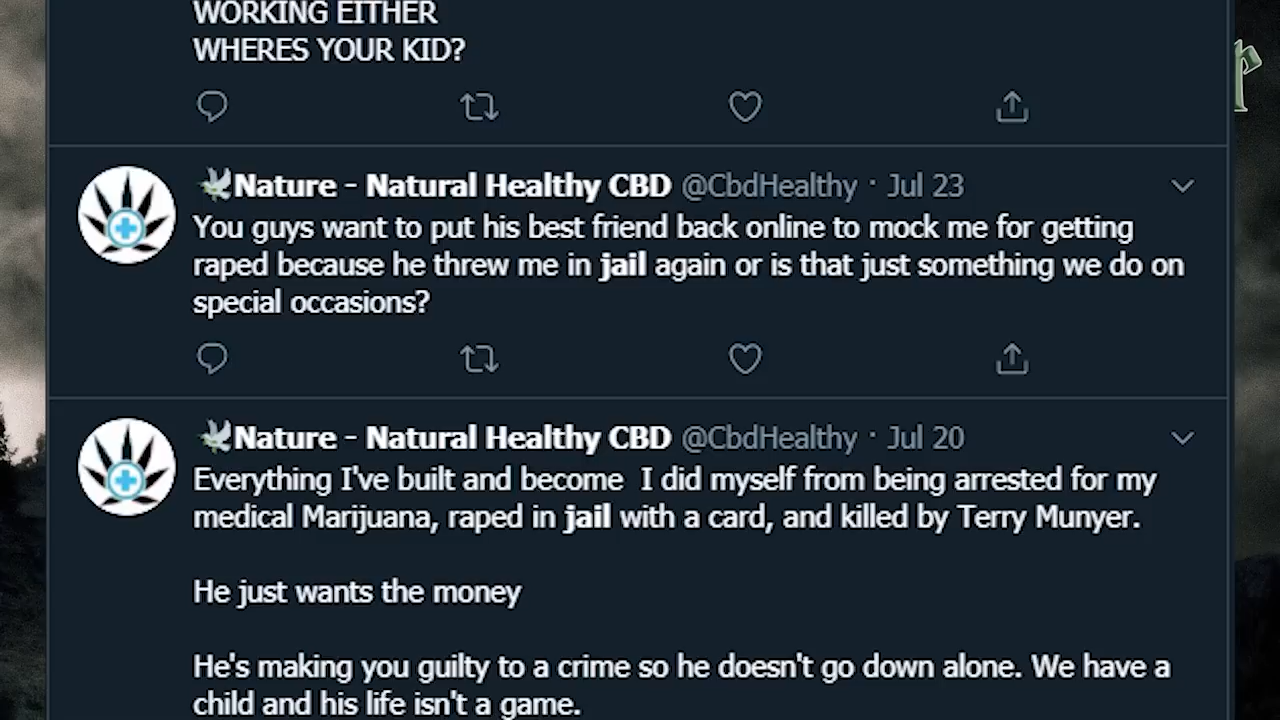 WORKING EITHER
WHERES YOUR KID?
🕊Nature - Natural Healthy CBD @CbdHealthy · Jul 23
You guys want to put his best friend back online to mock me for getting
raped because he threw me in jail again or is that just something we do on
special occasions?
🕊Nature - Natural Healthy CBD @CbdHealthy · Jul 20
Everything I've built and become  I did myself from being arrested for my
medical Marijuana, raped in jail with a card, and killed by Terry Munyer.
He just wants the money
He's making you guilty to a crime so he doesn't go down alone. We have a
child and his life isn't a game.